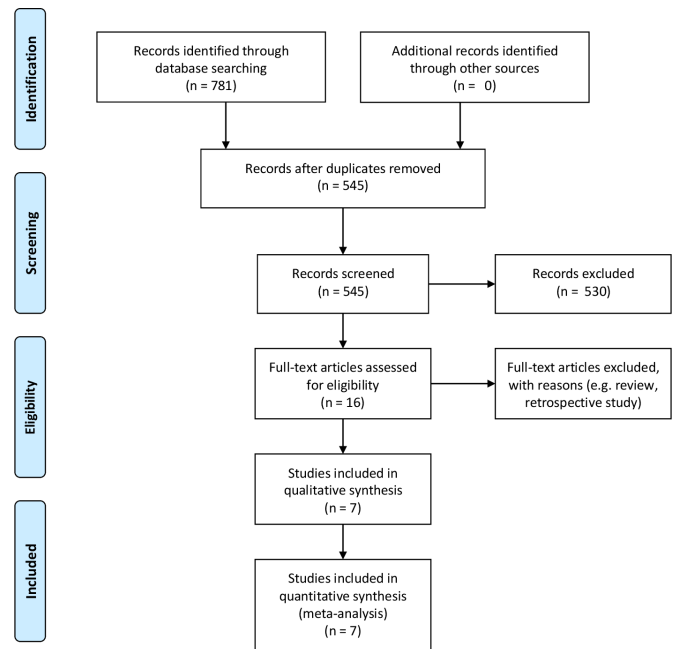 Identification
Records identified through
database searching
(n = 781)
Additional records identified
through other sources
(n = 0)
Records after duplicates removed
(n = 545)
Screening
Records screened
(n = 545)
Records excluded
(n = 530)
Eligibility
Full-text articles assessed
for eligibility
(n = 16)
Full-text articles excluded,
with reasons (e.g. review,
retrospective study)
Studies included in
qualitative synthesis
(n = 7)
Included
Studies included in
quantitative synthesis
(meta-analysis)
(n = 7)